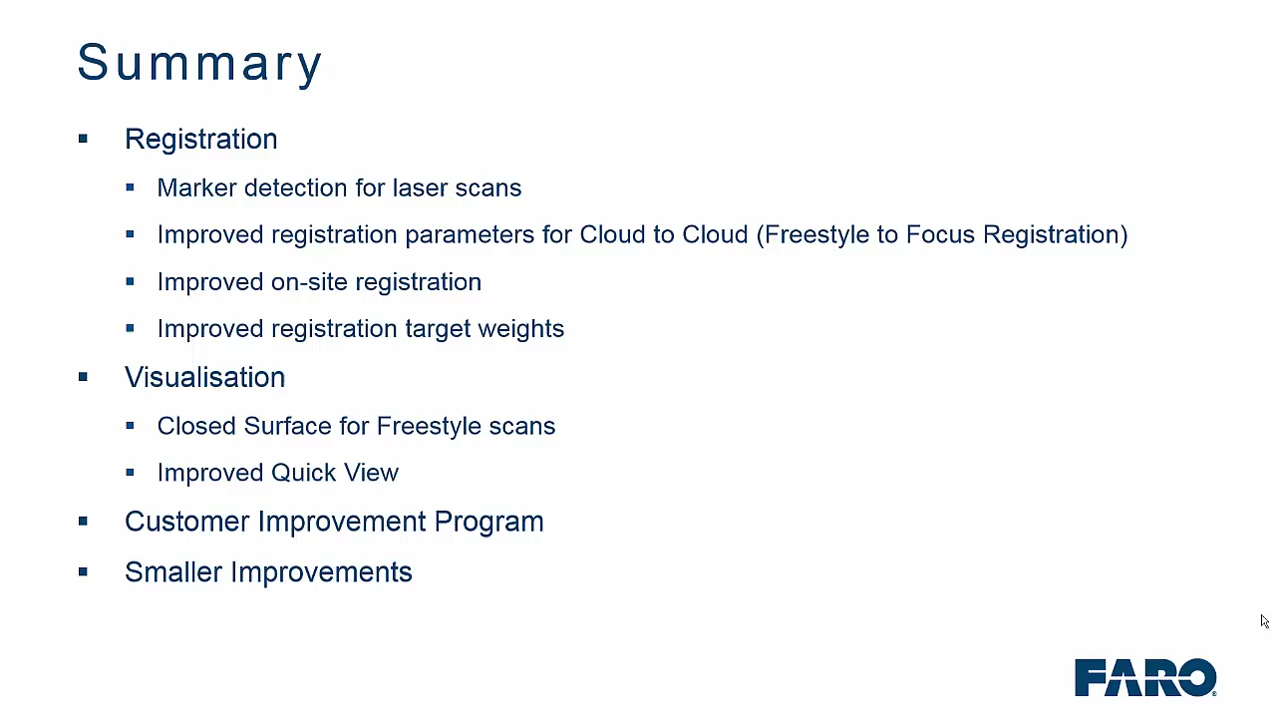 Summary
Registration
Marker detection for laser scans
Improved registration parameters for Cloud to Cloud (Freestyle to Focus Registration)
Improved on-site registration
Improved registration target weights
Visualisation
Closed Surface for Freestyle scans
Improved Quick View
Customer Improvement Program
Smaller Improvements
FARO